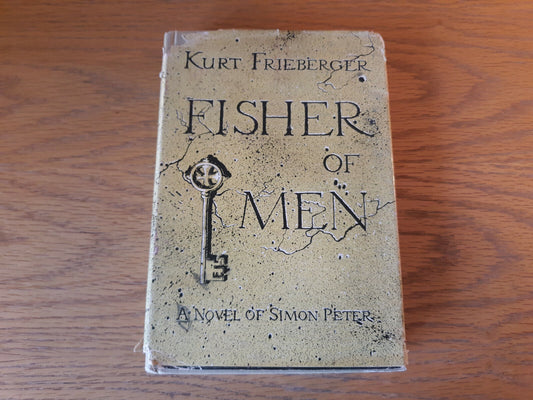 KURT FRIEBERGER
FISHER
OF
MEN
A NOVEL OF SIMON PETER